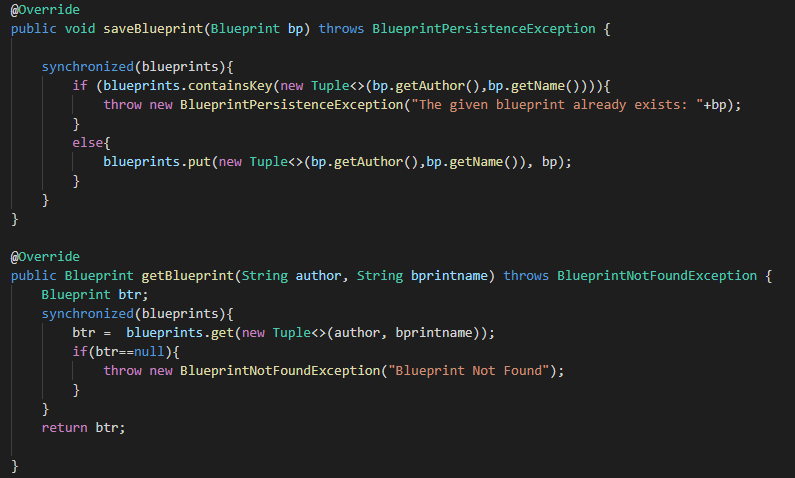 @Override
public void saveBlueprint(Blueprint bp) throws BlueprintPersistenceException {
synchronized(blueprints){
if (blueprints.containsKey(new Tuple<>(bp.getAuthor(),bp.getName()))){
throw new BlueprintPersistenceException("The given blueprint already exists: "+bp);
}
else{
blueprints.put(new Tuple<>(bp.getAuthor(),bp.getName()), bp);
}
}
}
@Override
public Blueprint getBlueprint(String author, String bprintname) throws BlueprintNotFoundException {
Blueprint btr;
synchronized(blueprints){
btr =  blueprints.get(new Tuple<>(author, bprintname));
if(btr==null){
throw new BlueprintNotFoundException("Blueprint Not Found");
}
}
return btr;
}